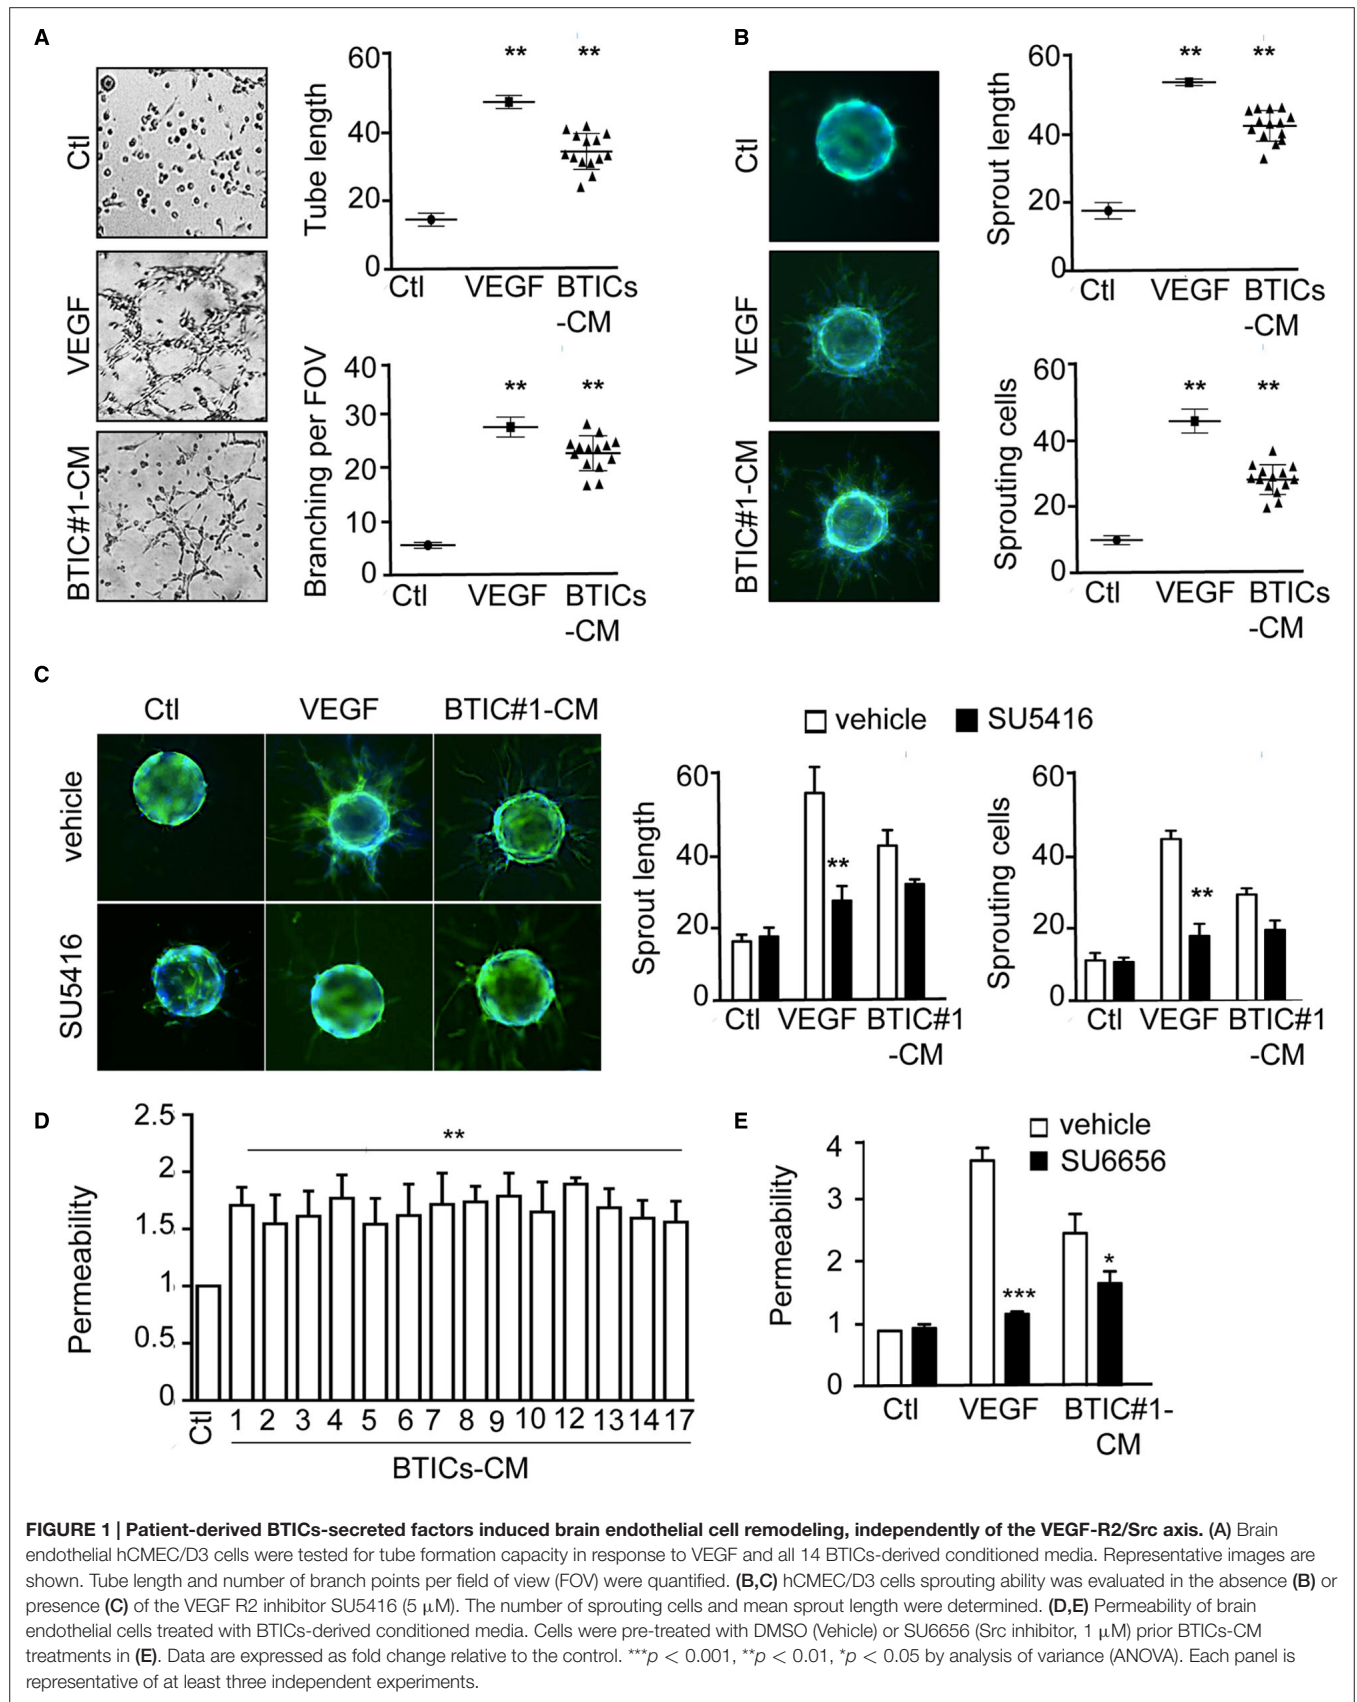 A
Ctl
VEGF
BTIC#1-CM
Tube length
60
40
20
0
** **
Ctl VEGF BTICs
-CM
Branching per FOV
40
30
20
10
0
** **
Ctl VEGF BTICs
-CM
B
Ctl
VEGF
BTIC#1-CM
Sprout length
60
40
20
0
** **
Ctl VEGF BTICs
-CM
Sprouting cells
60
40
20
0
** **
Ctl VEGF BTICs
-CM
C
Ctl VEGF BTIC#1-CM
vehicle
SU5416
vehicle SU5416
Sprout length
60
40
20
0
**
Ctl VEGF BTIC#1
-CM
Sprouting cells
60
40
20
0
**
Ctl VEGF BTIC#1
-CM
D
Permeability
2.5
2
1.5
1
0.5
0
**
Ctl 1 2 3 4 5 6 7 8 9 10 12 13 14 17
BTICs-CM
E
vehicle
SU6656
Permeability
4
3
2
1
0
***
*
Ctl VEGF BTIC#1-
CM
FIGURE 1 | Patient-derived BTICs-secreted factors induced brain endothelial cell remodeling, independently of the VEGF-R2/Src axis. (A) Brain
endothelial hCMEC/D3 cells were tested for tube formation capacity in response to VEGF and all 14 BTICs-derived conditioned media. Representative images are
shown. Tube length and number of branch points per field of view (FOV) were quantified. (B,C) hCMEC/D3 cells sprouting ability was evaluated in the absence (B) or
presence (C) of the VEGF R2 inhibitor SU5416 (5 μM). The number of sprouting cells and mean sprout length were determined. (D,E) Permeability of brain
endothelial cells treated with BTICs-derived conditioned media. Cells were pre-treated with DMSO (Vehicle) or SU6656 (Src inhibitor, 1 μM) prior BTICs-CM
treatments in (E). Data are expressed as fold change relative to the control. ***p < 0.001, **p < 0.01, *p < 0.05 by analysis of variance (ANOVA). Each panel is
representative of at least three independent experiments.